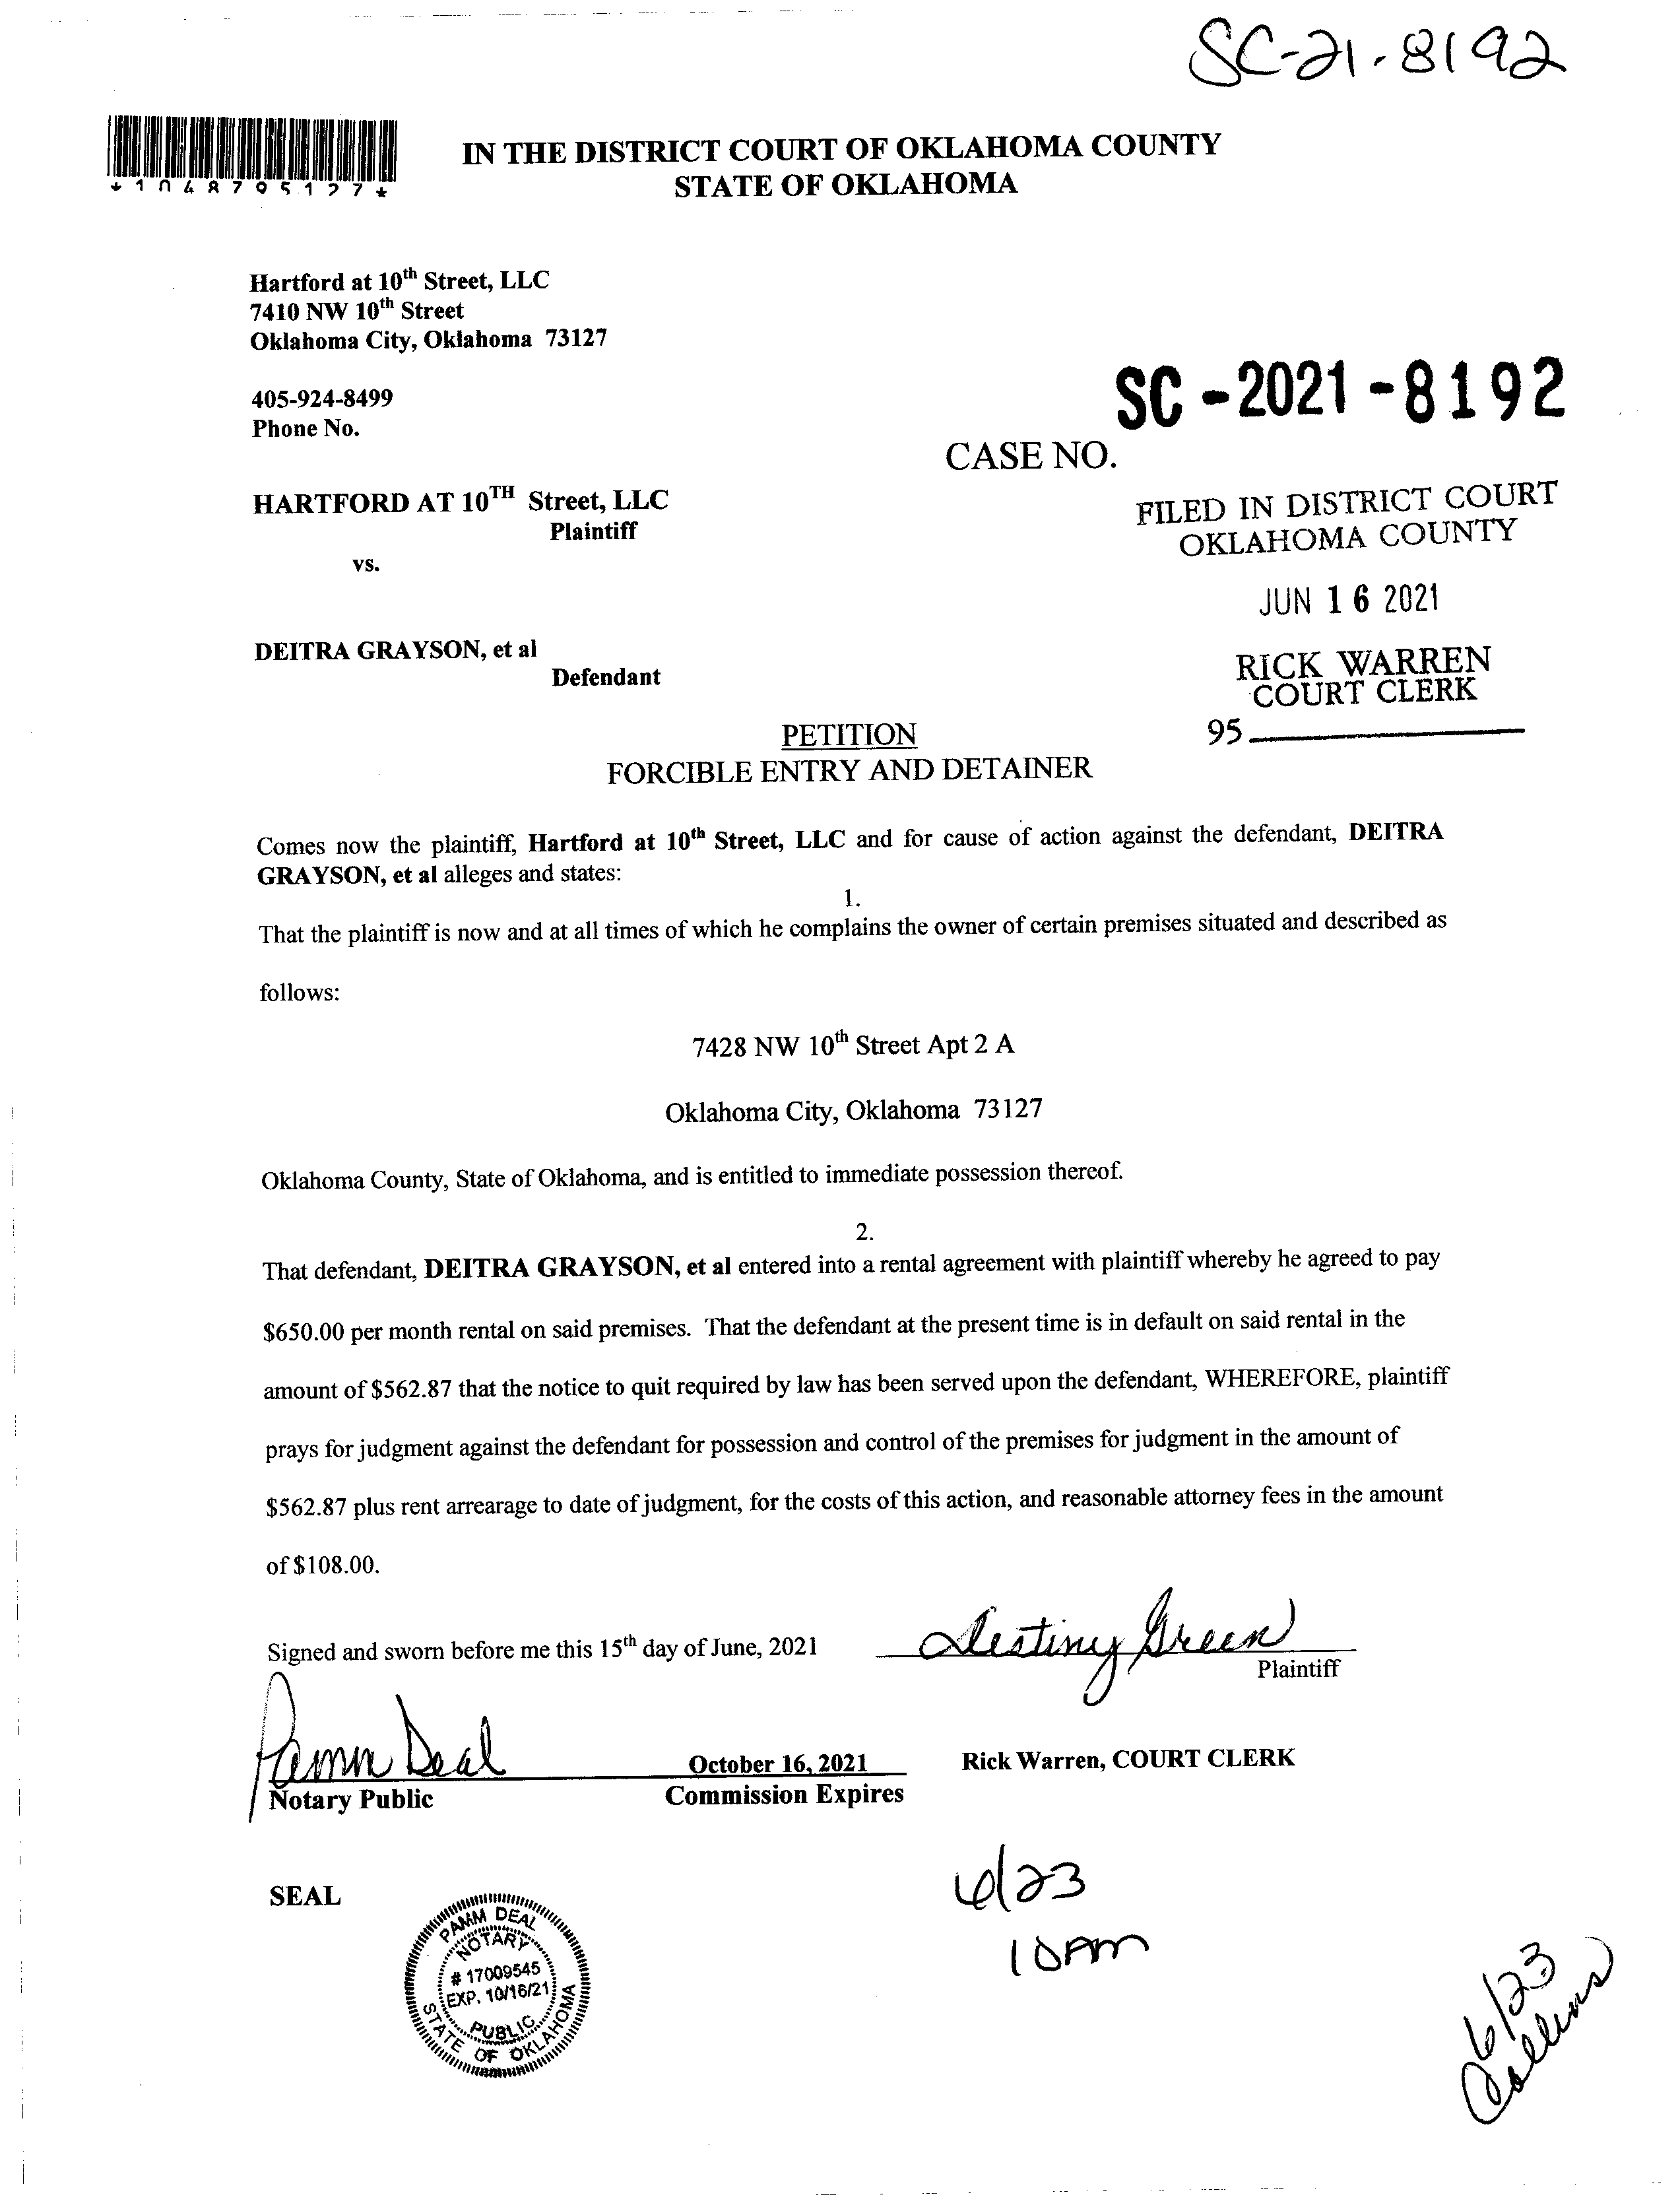 SC-21-8192
*1048795127*
IN THE DISTRICT COURT OF OKLAHOMA COUNTY
STATE OF OKLAHOMA
Hartford at 10th Street, LLC
7410 NW 10th Street
Oklahoma City, Oklahoma 73127
405-924-8499
Phone No.
SC-2021-8192
CASE NO.
HARTFORD AT 10TH Street, LLC
Plaintiff
vs.
FILED IN DISTRICT COURT
OKLAHOMA COUNTY
JUN 16 2021
RICK WARREN
COURT CLERK
95
DEITRA GRAYSON, et al
Defendant
PETITION
FORCIBLE ENTRY AND DETAINER
Comes now the plaintiff, Hartford at 10th Street, LLC and for cause of action against the defendant, DEITRA
GRAYSON, et al alleges and states:
1.
That the plaintiff is now and at all times of which he complains the owner of certain premises situated and described as
follows:
7428 NW 10th Street Apt 2 A
Oklahoma City, Oklahoma 73127
Oklahoma County, State of Oklahoma, and is entitled to immediate possession thereof.
2.
That defendant, DEITRA GRAYSON, et al entered into a rental agreement with plaintiff whereby he agreed to pay
$650.00 per month rental on said premises. That the defendant at the present time is in default on said rental in the
amount of $562.87 that the notice to quit required by law has been served upon the defendant, WHEREFORE, plaintiff
prays for judgment against the defendant for possession and control of the premises for judgment in the amount of
$562.87 plus rent arrearage to date of judgment, for the costs of this action, and reasonable attorney fees in the amount
of $108.00.
Signed and sworn before me this 15th day of June, 2021
Destiny Green
Plaintiff
Pamm Deal
Notary Public
October 16, 2021
Commission Expires
Rick Warren, COURT CLERK
SEAL
PAMM DEAL
NOTARY
# 17009545
EXP. 10/16/21
PUBLIC
STATE OF OKLAHOMA
6/23
10 Am
6/23
Collins